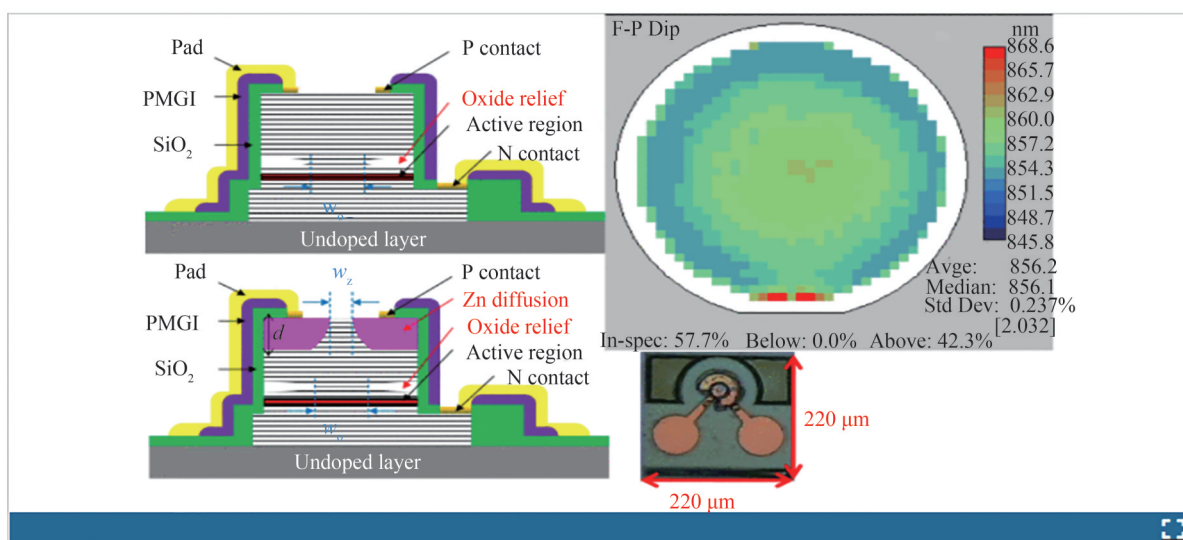 Pad
P contact
PMGI
Oxide relief
Active region
SiO2
N contact
Wo
Undoped layer
Pad
wz
P contact
Zn diffusion
PMGI
d
Oxide relief
Active region
SiO2
N contact
Wo
Undoped layer
F-P Dip
nm
868.6
865.7
862.9
860.0
857.2
854.3
851.5
848.7
845.8
Avge: 856.2
Median: 856.1
Std Dev: 0.237%
[2.032]
In-spec: 57.7% Below: 0.0% Above: 42.3%
220 μm
220 μm